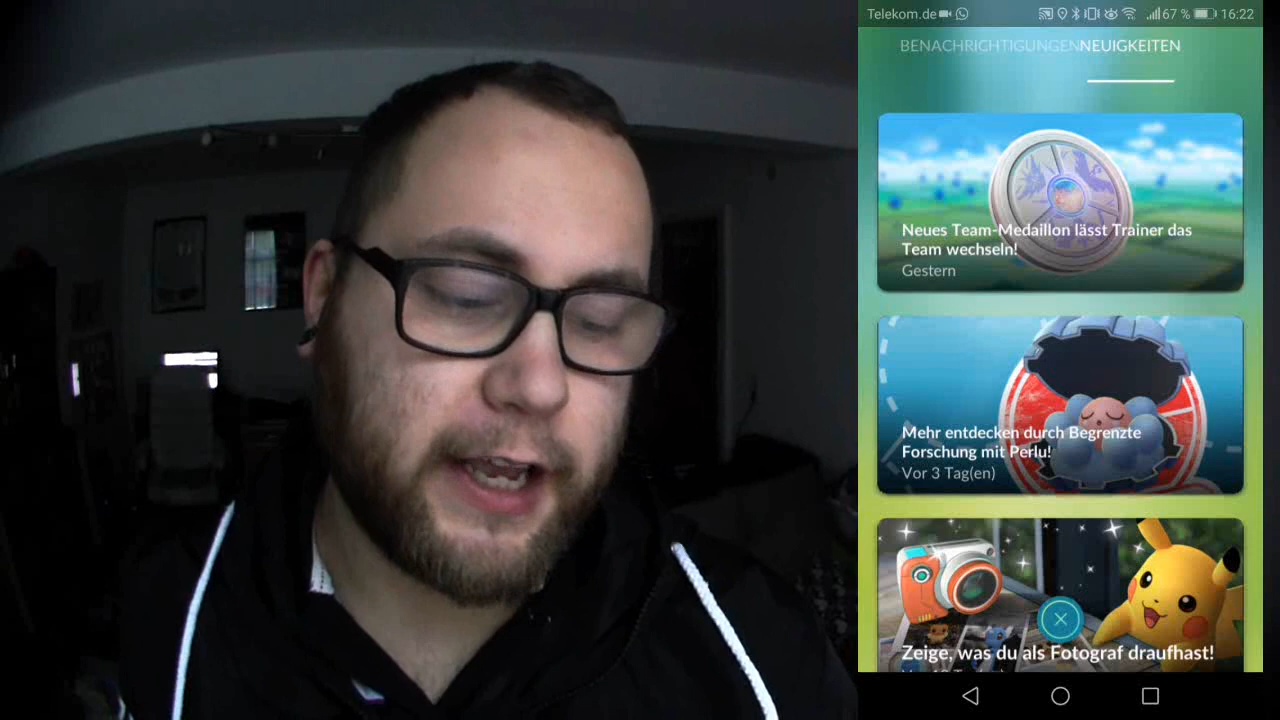 Telekom.de
67 %
16:22
BENACHRICHTIGUNGEN
NEUIGKEITEN
Neues Team-Medaillon lässt Trainer das
Team wechseln!
Gestern
Mehr entdecken durch Begrenzte
Forschung mit Perlu!
Vor 3 Tag(en)
Zeige, was du als Fotograf draufhast!